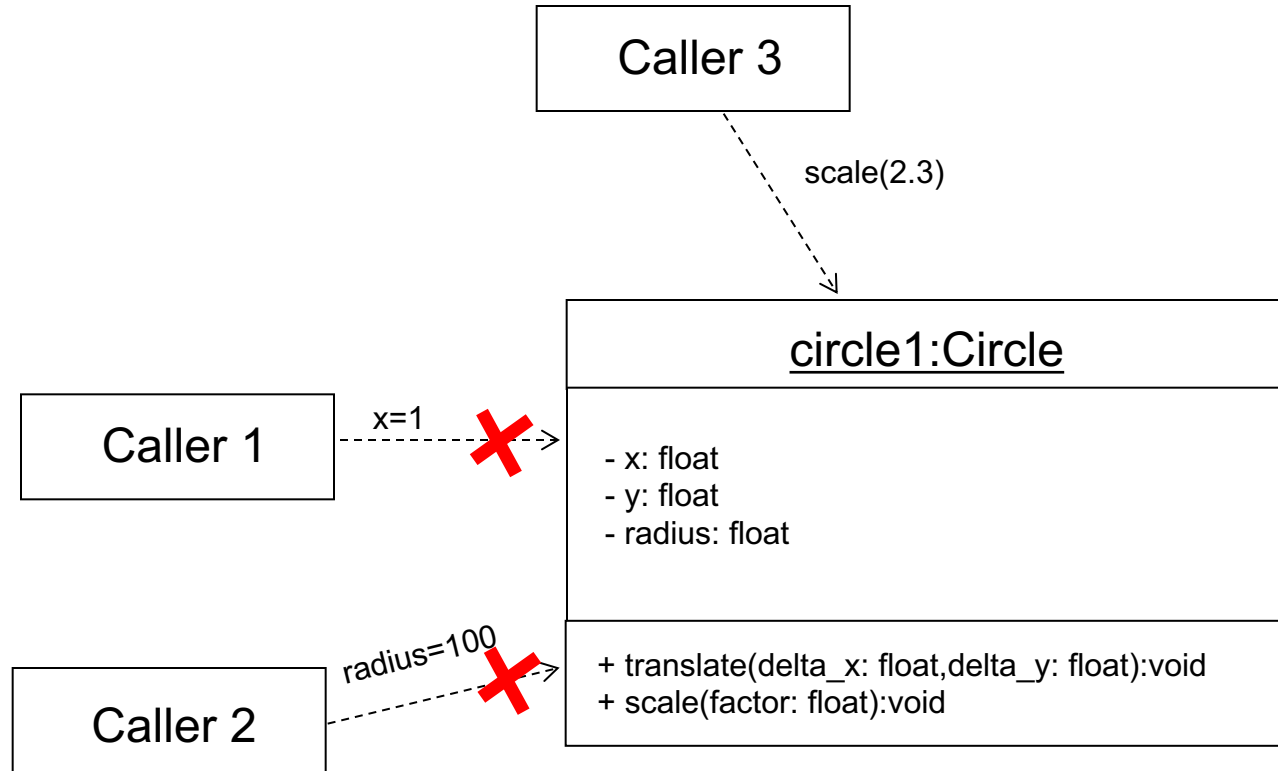 Caller 3
scale(2.3)
circle1:Circle
x=1
Caller 1
- x: float
- y: float
- radius: float
radius=100
+ translate(delta_x: float,delta_y: float):void
+ scale(factor: float):void
Caller 2